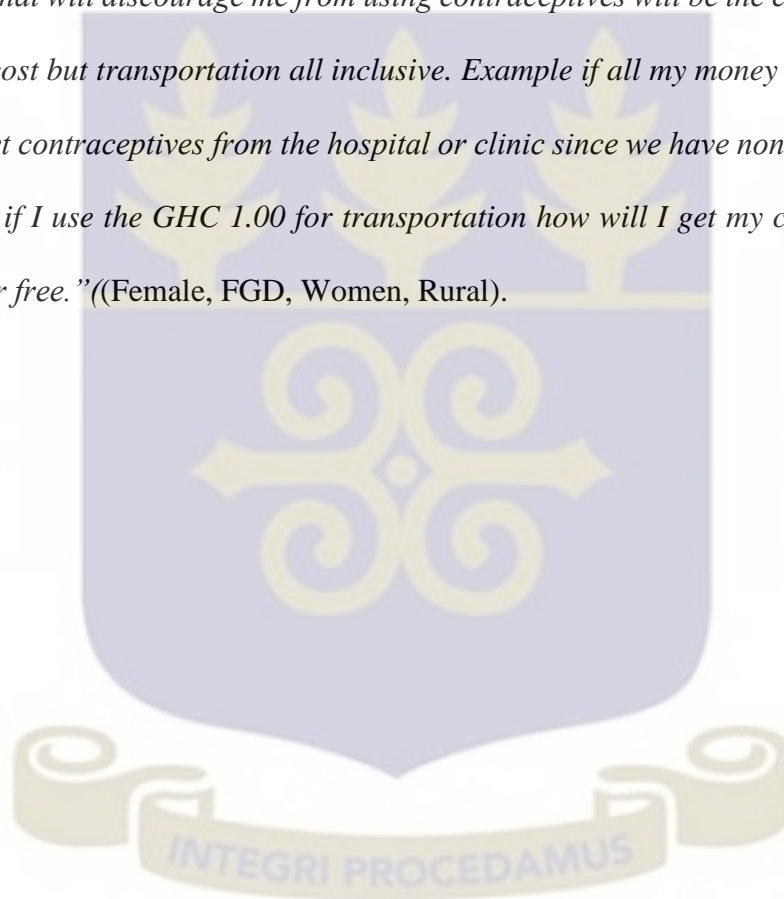 that will discourage me from using contraceptives will be the
cost but transportation all inclusive. Example if all my money
contraceptives from the hospital or clinic since we have non
if I use the GHC 1.00 for transportation how will I get my
free.”((Female, FGD, Women, Rural).
INTEGRI PROCEDAMUS